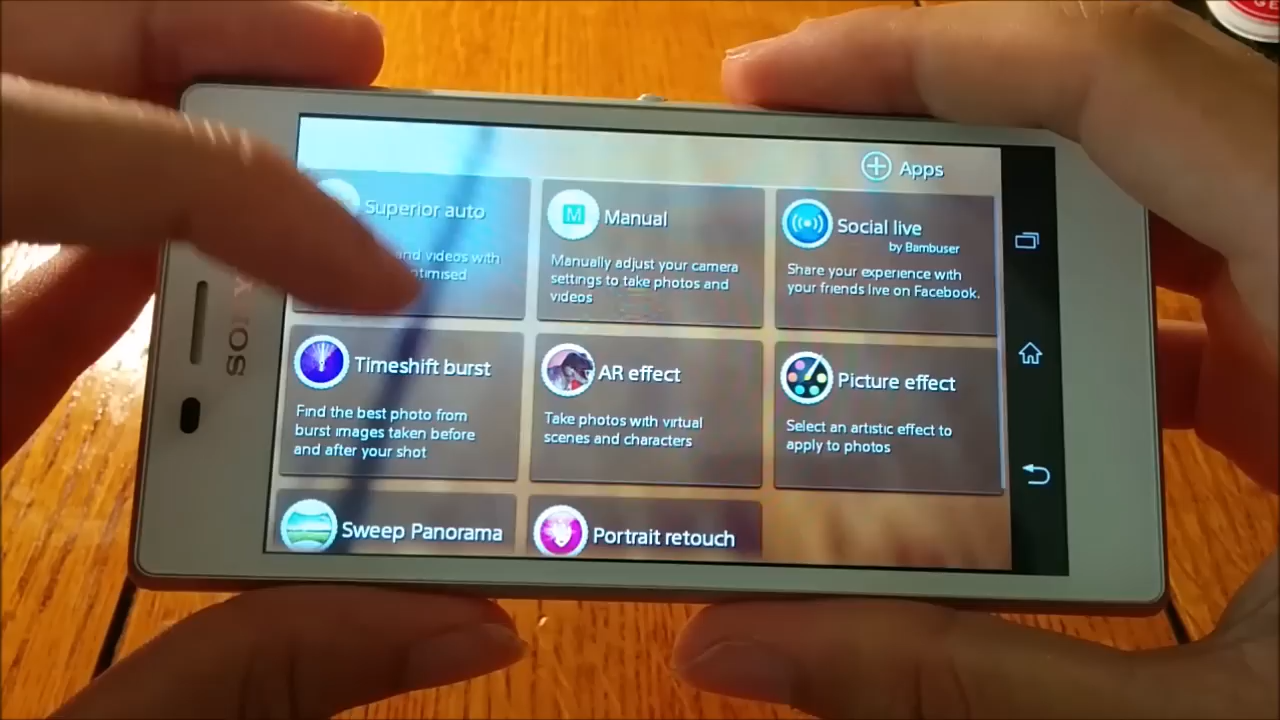 Apps
Superior auto
and videos with
optimised
M
Manual
Manually adjust your camera
settings to take photos and
videos
Social live
by Bambuser
Share your experience with
your friends live on Facebook.
Timeshift burst
Find the best photo from
burst images taken before
and after your shot
AR effect
Take photos with virtual
scenes and characters
Picture effect
Select an artistic effect to
apply to photos
Sweep Panorama
Portrait retouch
SONY